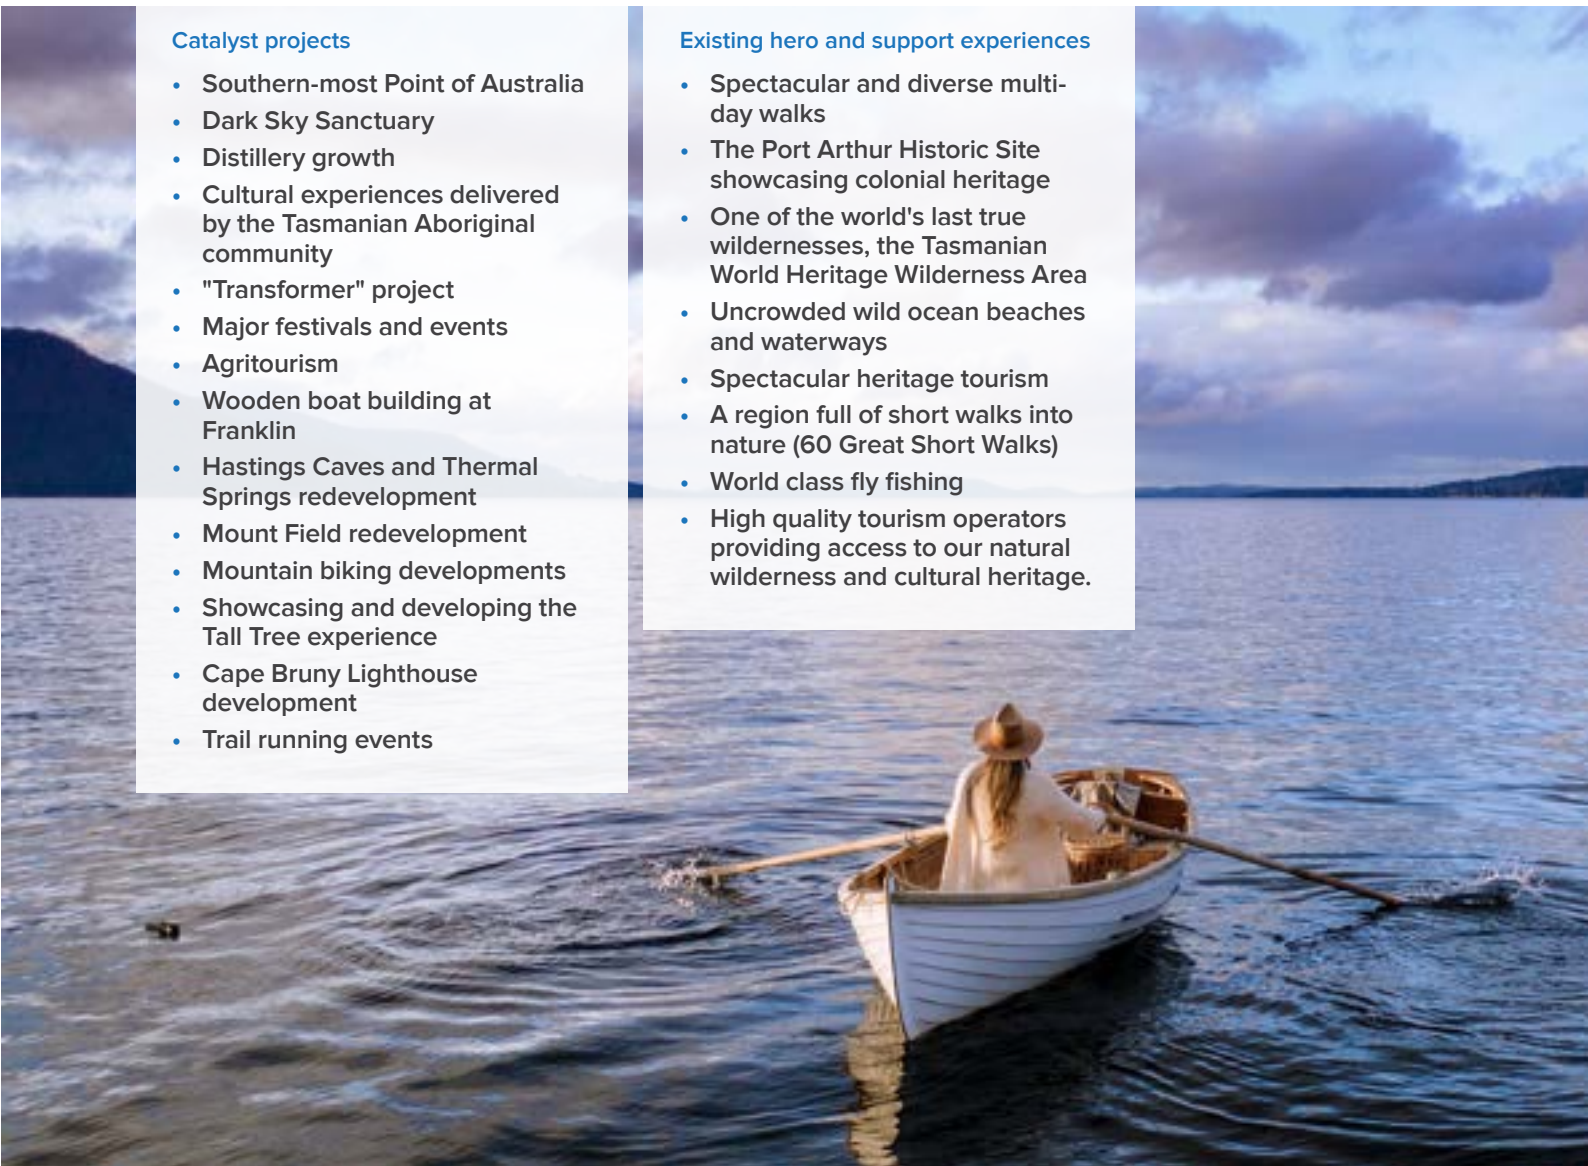 Catalyst projects
• Southern-most Point of Australia
• Dark Sky Sanctuary
• Distillery growth
• Cultural experiences delivered
by the Tasmanian Aboriginal
community
• "Transformer" project
• Major festivals and events
• Agritourism
• Wooden boat building at
Franklin
• Hastings Caves and Thermal
Springs redevelopment
• Mount Field redevelopment
• Mountain biking developments
• Showcasing and developing the
Tall Tree experience
• Cape Bruny Lighthouse
development
• Trail running events
Existing hero and support experiences
• Spectacular and diverse multi-
day walks
• The Port Arthur Historic Site
showcasing colonial heritage
• One of the world's last true
wildernesses, the Tasmanian
World Heritage Wilderness Area
• Uncrowded wild ocean beaches
and waterways
• Spectacular heritage tourism
• A region full of short walks into
nature (60 Great Short Walks)
• World class fly fishing
• High quality tourism operators
providing access to our natural
wilderness and cultural heritage.